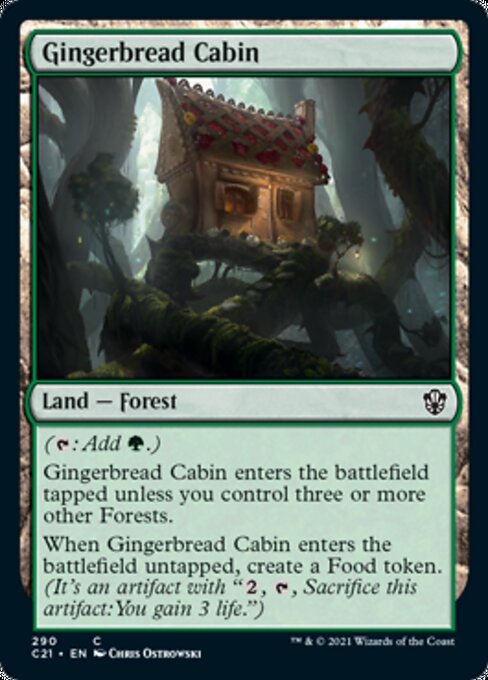 Gingerbread Cabin
Land — Forest
(T: Add G.)
Gingerbread Cabin enters the battlefield
tapped unless you control three or more
other Forests.
When Gingerbread Cabin enters the
battlefield untapped, create a Food token.
(It's an artifact with “2, T, Sacrifice this
artifact:You gain 3 life.”)
290 C
C21 • EN Chris Ostrowski
™ & © 2021 Wizards of the Coast